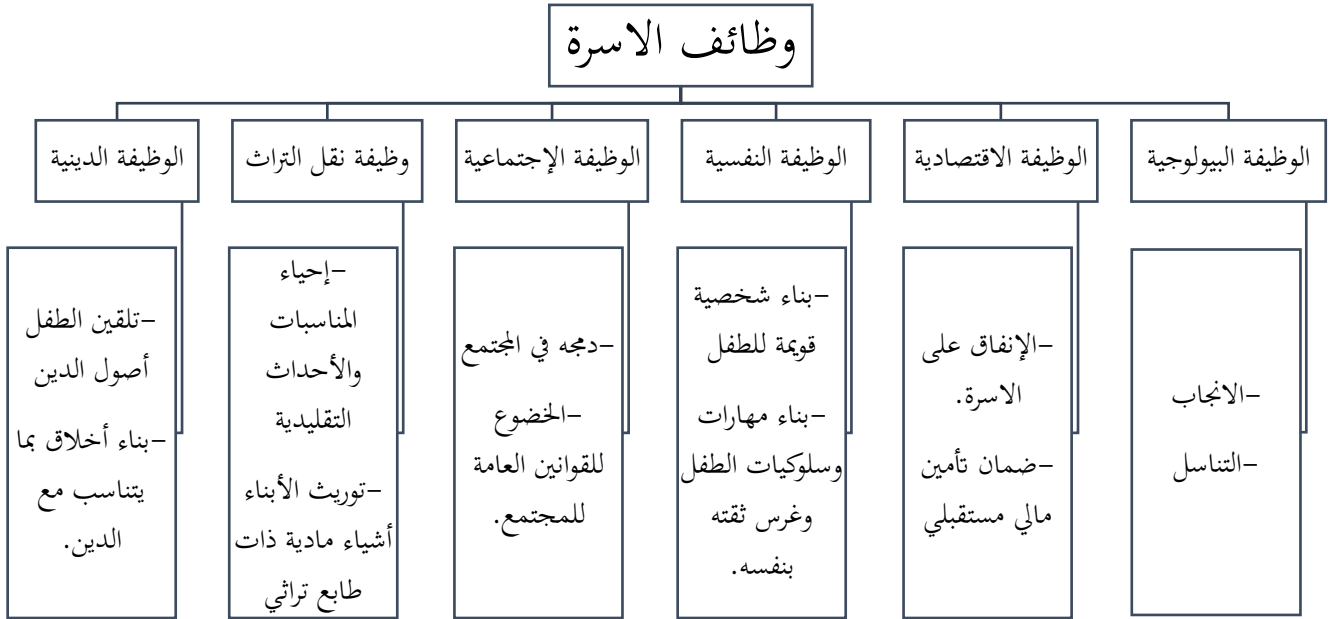 وظائف الاسرة
الوظيفة البيولوجية
-الانجاب
-التناسل
الوظيفة الاقتصادية
-الإنفاق على
الاسرة.
-ضمان تأمين
مالي مستقبلي
الوظيفة النفسية
-بناء شخصية
قويمة للطفل
-بناء مهارات
وسلوكيات الطفل
وغرس ثقته
بنفسه.
الوظيفة الإجتماعية
-دمجه في المجتمع
-الخضوع
للقوانين العامة
للمجتمع.
وظيفة نقل التراث
-إحياء
المناسبات
والأحداث
التقليدية
-توريث الأبناء
أشياء مادية ذات
طابع تراثي
الوظيفة الدينية
-تلقين الطفل
أصول الدين
-بناء أخلاق بما
يتناسب مع
الدين.